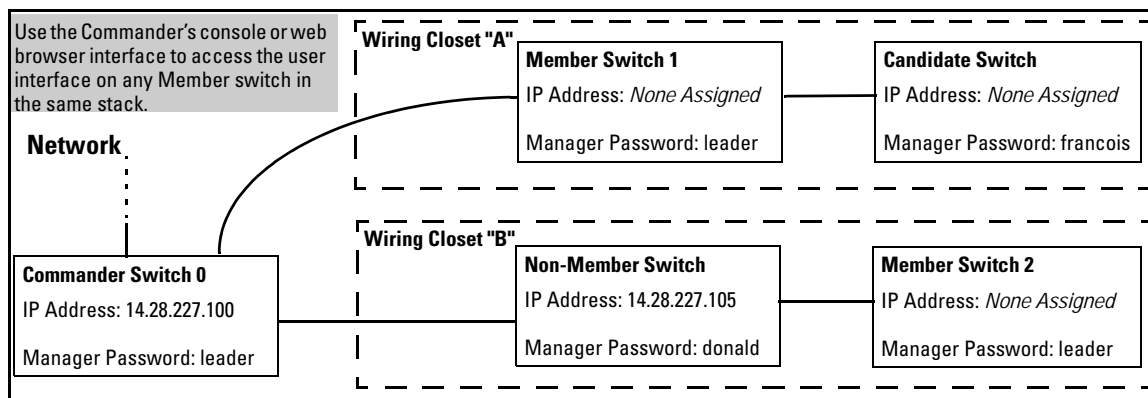 Use the Commander's console or web
browser interface to access the user
interface on any Member switch in
the same stack.
Network
Wiring Closet "A"
Member Switch 1
IP Address: None Assigned
Manager Password: leader
Candidate Switch
IP Address: None Assigned
Manager Password: francois
Commander Switch 0
IP Address: 14.28.227.100
Manager Password: leader
Wiring Closet "B"
Non-Member Switch
IP Address: 14.28.227.105
Manager Password: donald
Member Switch 2
IP Address: None Assigned
Manager Password: leader